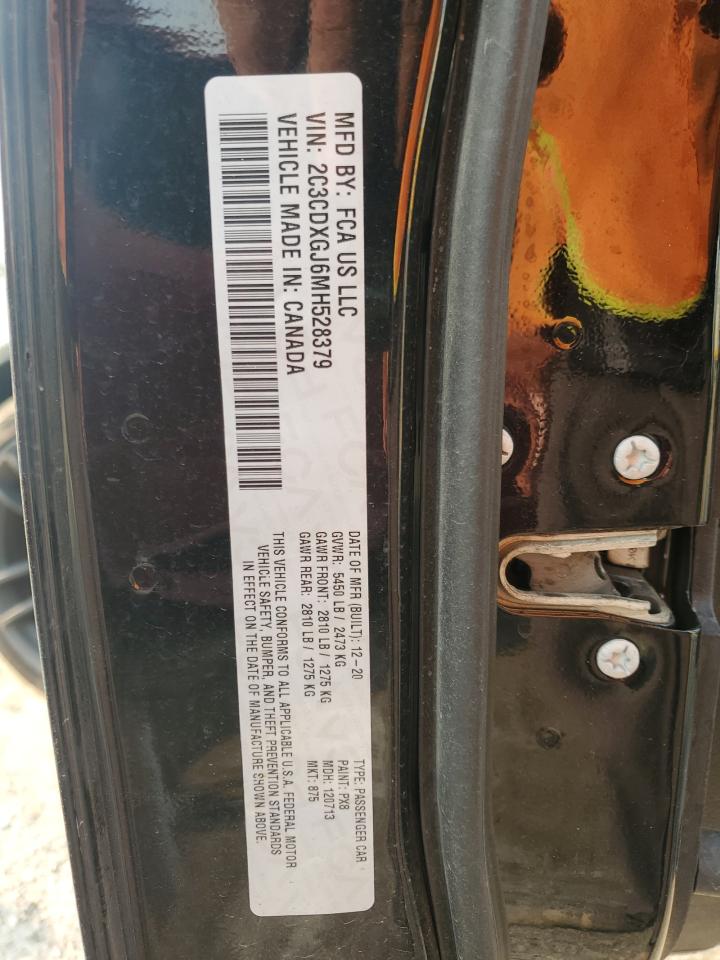 MFD BY: FCA US LLC
VIN: 2C3CDXGJ6MH528379
VEHICLE MADE IN: CANADA
DATE OF MFR (BUILT): 12-20
GVWR: 5450 LB / 2473 KG
GAWR FRONT: 2810 LB / 1275 KG
GAWR REAR: 2810 LB / 1275 KG
THIS VEHICLE CONFORMS TO ALL APPLICABLE U.S.A. FEDERAL MOTOR
VEHICLE SAFETY, BUMPER, AND THEFT PREVENTION STANDARDS
IN EFFECT ON THE DATE OF MANUFACTURE SHOWN ABOVE.
TYPE: PASSENGER CAR
PAINT: PX8
MDH: 120713
MKT: 875